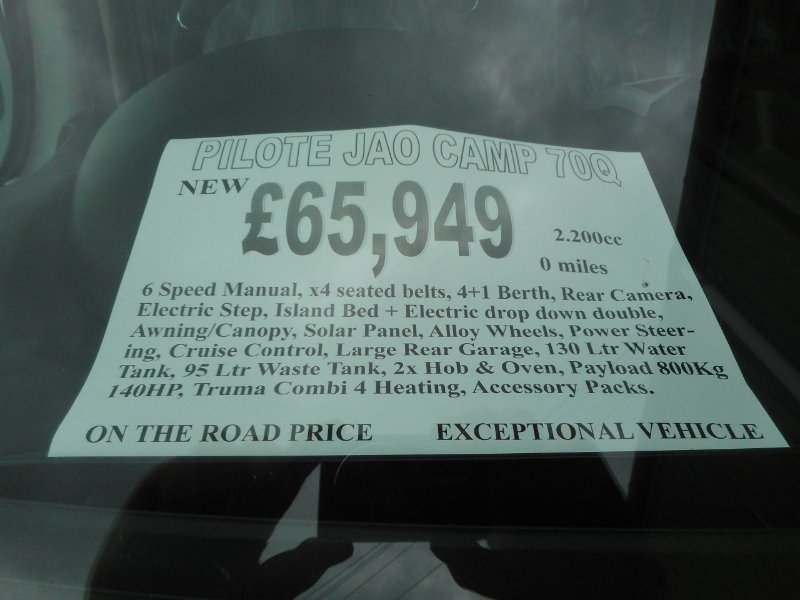 PILOTE JAO CAMP 70Q
NEW £65,949
2.200cc
0 miles
6 Speed Manual, x4 seated belts, 4+1 Berth, Rear Camera,
Electric Step, Island Bed + Electric drop down double,
Awning/Canopy, Solar Panel, Alloy Wheels, Power Steer-
ing, Cruise Control, Large Rear Garage, 130 Ltr Water
Tank, 95 Ltr Waste Tank, 2x Hob & Oven, Payload 800Kg
140HP, Truma Combi 4 Heating, Accessory Packs.
ON THE ROAD PRICE EXCEPTIONAL VEHICLE